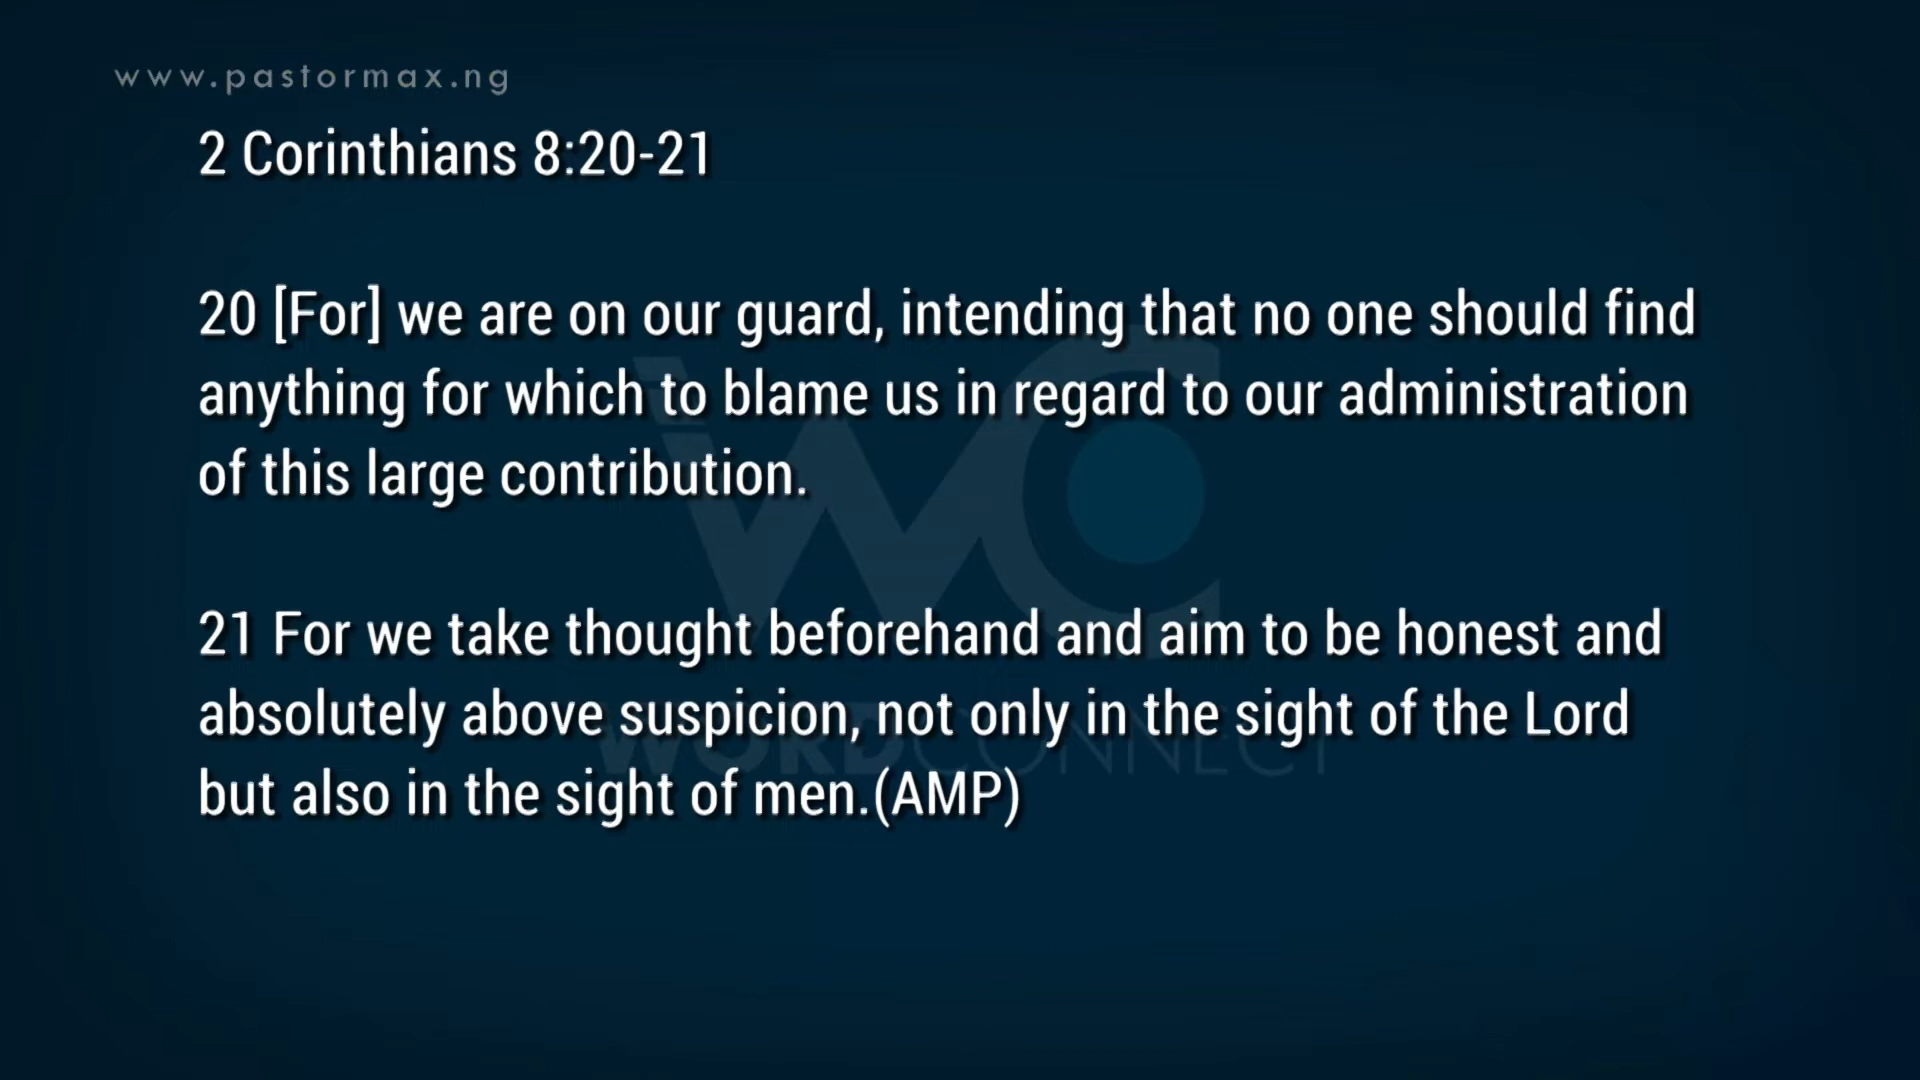 www.pastormax.ng
2 Corinthians 8:20-21
20 [For] we are on our guard, intending that no one should find
anything for which to blame us in regard to our administration
of this large contribution.
21 For we take thought beforehand and aim to be honest and
absolutely above suspicion, not only in the sight of the Lord
WORDCONNECT
but also in the sight of men.(AMP)